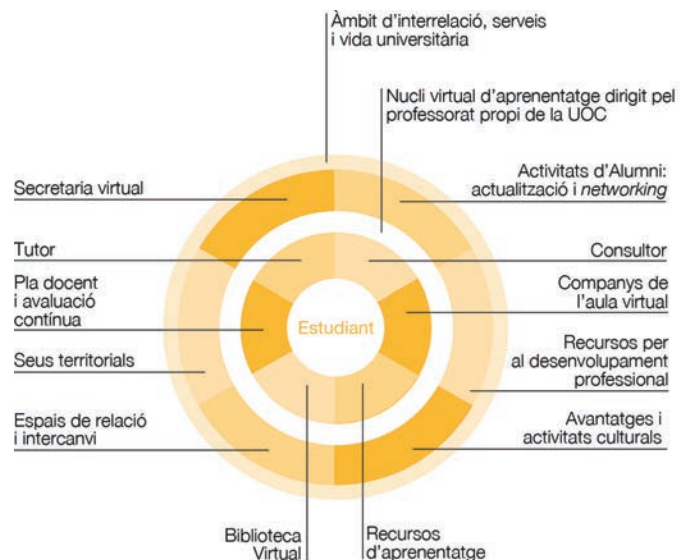 Àmbit d'interrelació, serveis
i vida universitària
Nucli virtual d'aprenentatge dirigit pel
professorat propi de la UOC
Secretaria virtual
Activitats d'Alumni:
actualització i networking
Tutor
Consultor
Pla docent
i avaluació
contínua
Companys de
l'aula virtual
Estudiant
Seus territorials
Recursos per
al desenvolupament
professional
Espais de relació
i intercanvi
Avantatges i
activitats culturals
Biblioteca
Virtual
Recursos
d'aprenentatge